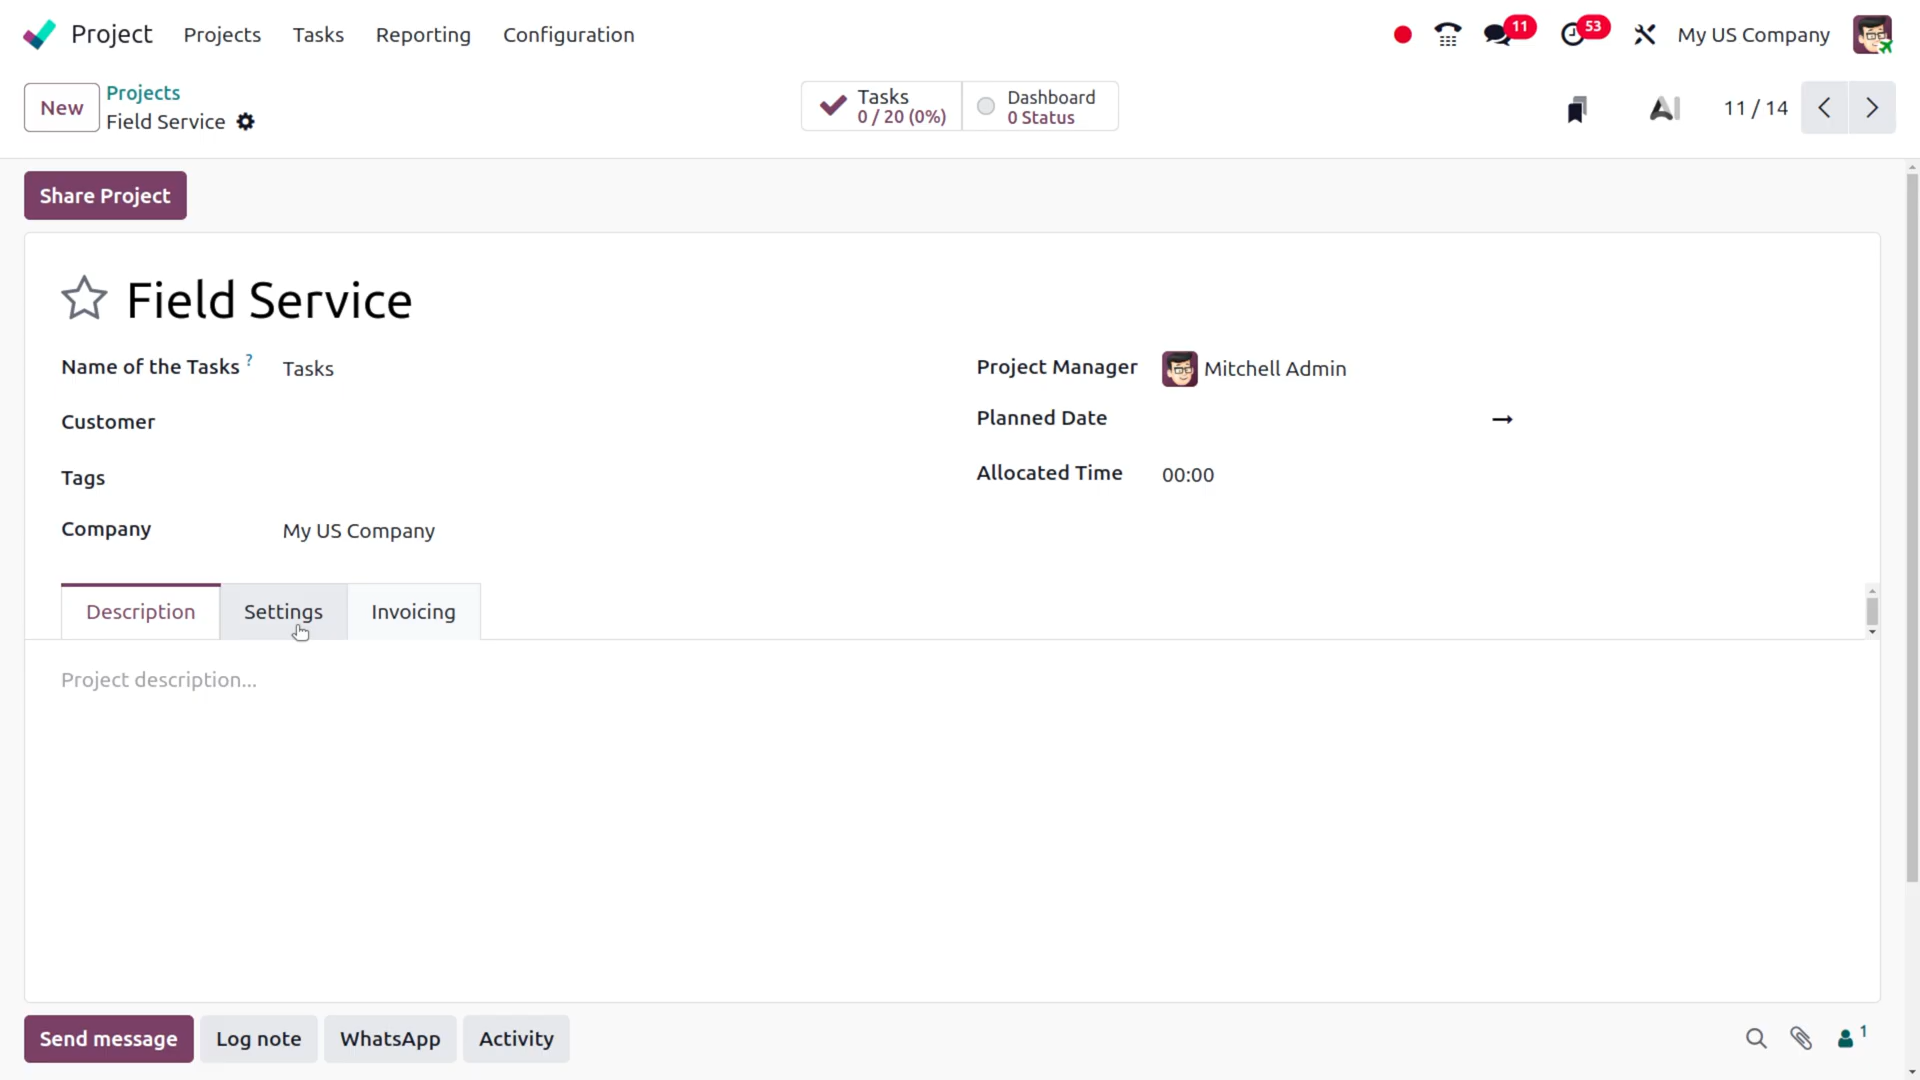 Project Projects Tasks Reporting Configuration 11 53 My US Company
New Projects
Field Service
Tasks
0 / 20 (0%)
Dashboard
0 Status
AI
11 / 14
Share Project
Field Service
Name of the Tasks ? Tasks
Customer
Tags
Company My US Company
Project Manager Mitchell Admin
Planned Date
Allocated Time 00:00
Description Settings Invoicing
Project description...
Send message Log note WhatsApp Activity 1